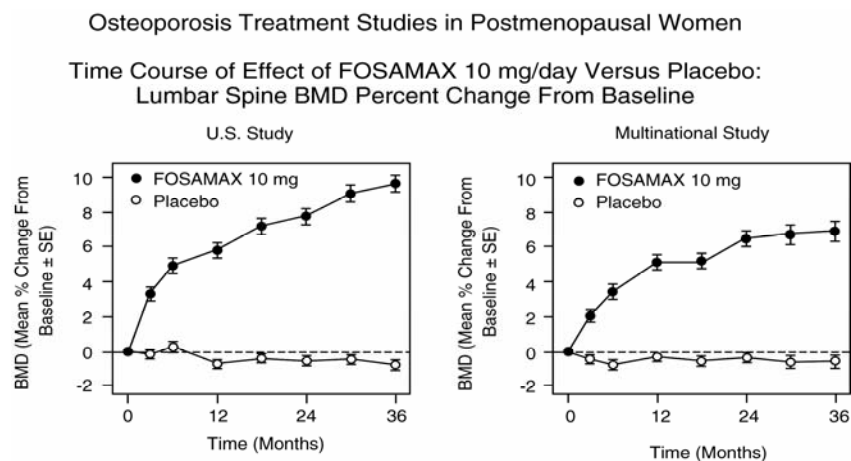 Osteoporosis Treatment Studies in Postmenopausal Women
Time Course of Effect of FOSAMAX 10 mg/day Versus Placebo:
Lumbar Spine BMD Percent Change From Baseline
U.S. Study
BMD (Mean % Change From
Baseline ± SE)
10
8
6
4
2
0
-2
FOSAMAX 10 mg
Placebo
0
12
24
36
Time (Months)
Multinational Study
BMD (Mean % Change From
Baseline ± SE)
10
8
6
4
2
0
-2
FOSAMAX 10 mg
Placebo
0
12
24
36
Time (Months)